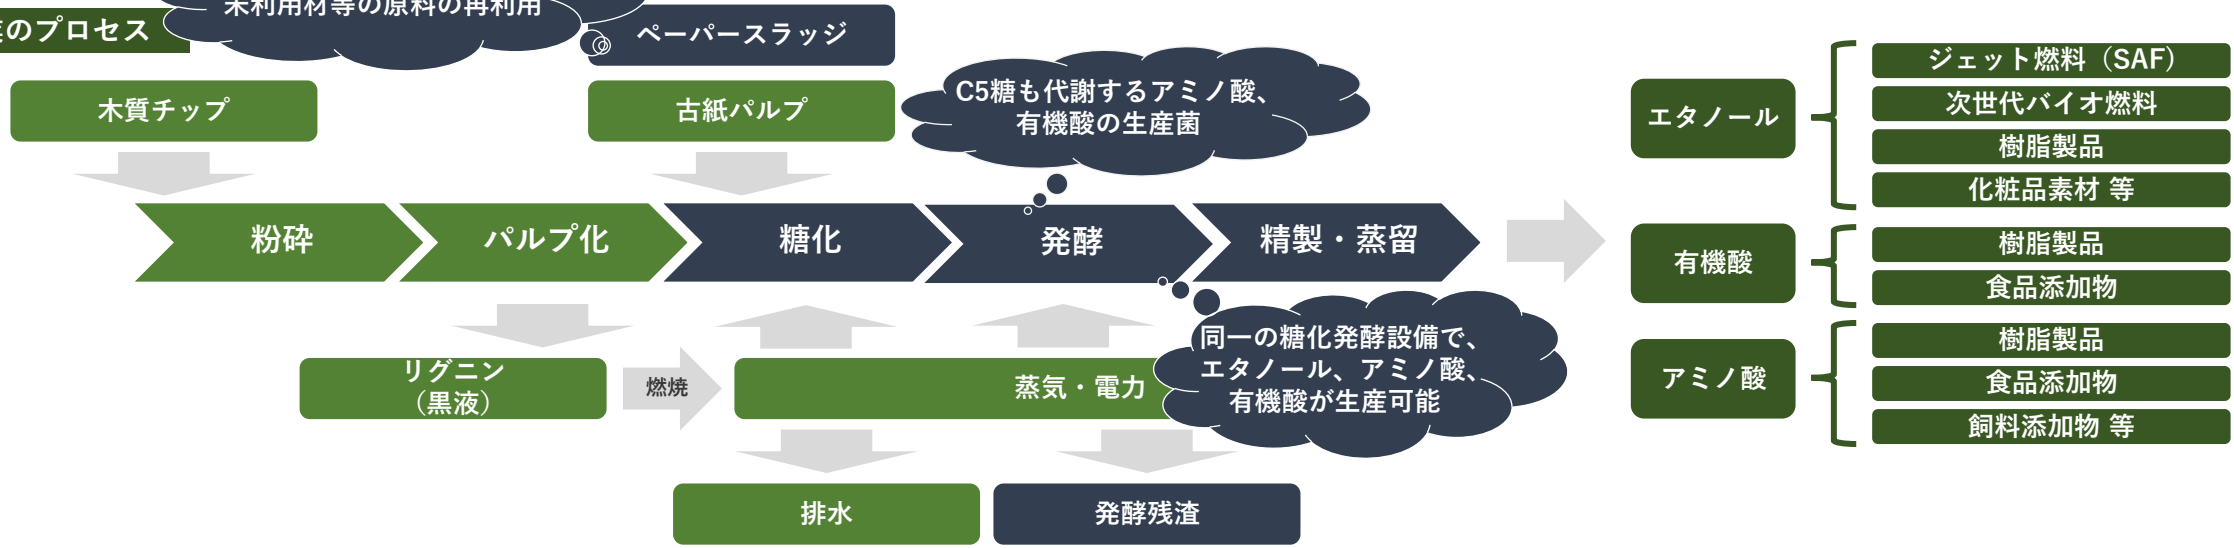 未利用材等の原料の再利用
のプロセス
ペーパースラッジ
木質チップ
古紙パルプ
C5糖も代謝するアミノ酸、
有機酸の生産菌
粉砕
パルプ化
糖化
発酵
精製・蒸留
リグニン
（黒液）
燃焼
蒸気・電力
同一の糖化発酵設備で、
エタノール、アミノ酸、
有機酸が生産可能
排水
発酵残渣
エタノール
ジェット燃料（SAF）
次世代バイオ燃料
樹脂製品
化粧品素材 等
有機酸
樹脂製品
食品添加物
アミノ酸
樹脂製品
食品添加物
飼料添加物 等